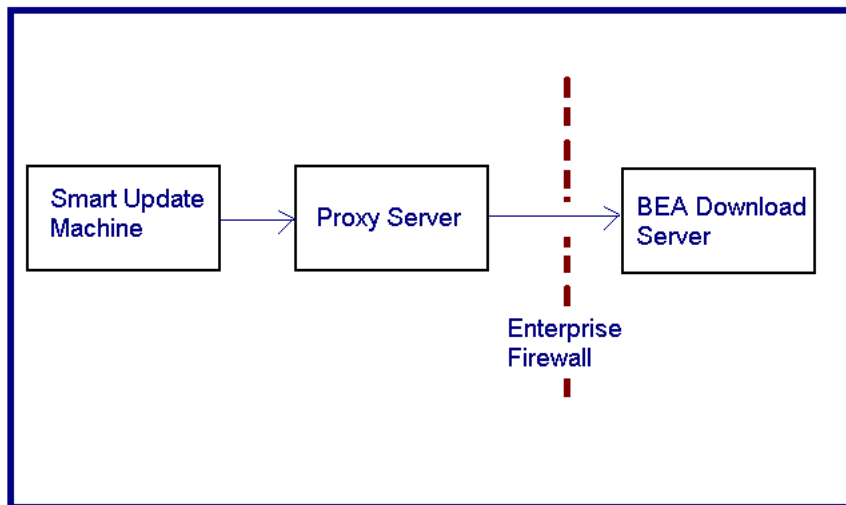 Smart Update
Machine
Proxy Server
BEA Download
Server
Enterprise
Firewall